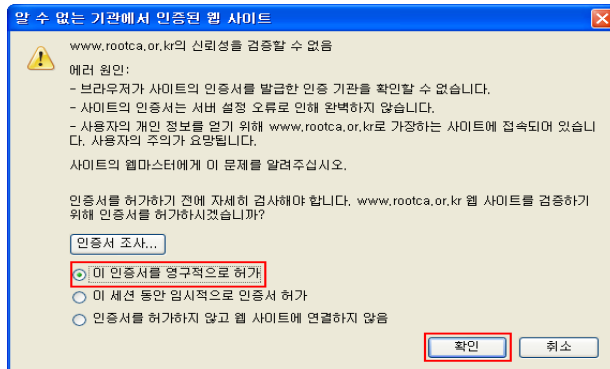 알 수 없는 기관에서 인증된 웹 사이트
www.rootca.or.kr의 신뢰성을 검증할 수 없음
에러 원인:
- 브라우저가 사이트의 인증서를 발급한 인증 기관을 확인할 수 없습니다.
- 사이트의 인증서는 서버 설정 오류로 인해 완벽하지 않습니다.
- 사용자의 개인 정보를 얻기 위해 www.rootca.or.kr로 가장하는 사이트에 접속되어 있습니
다. 사용자의 주의가 요망됩니다.
사이트의 웹마스터에게 이 문제를 알려주십시오.
인증서를 허가하기 전에 자세히 검사해야 합니다. www.rootca.or.kr 웹 사이트를 검증하기
위해 인증서를 허가하시겠습니까?
인증서 조사...
이 인증서를 영구적으로 허가
이 세션 동안 임시적으로 인증서 허가
인증서를 허가하지 않고 웹 사이트에 연결하지 않음
확인 취소